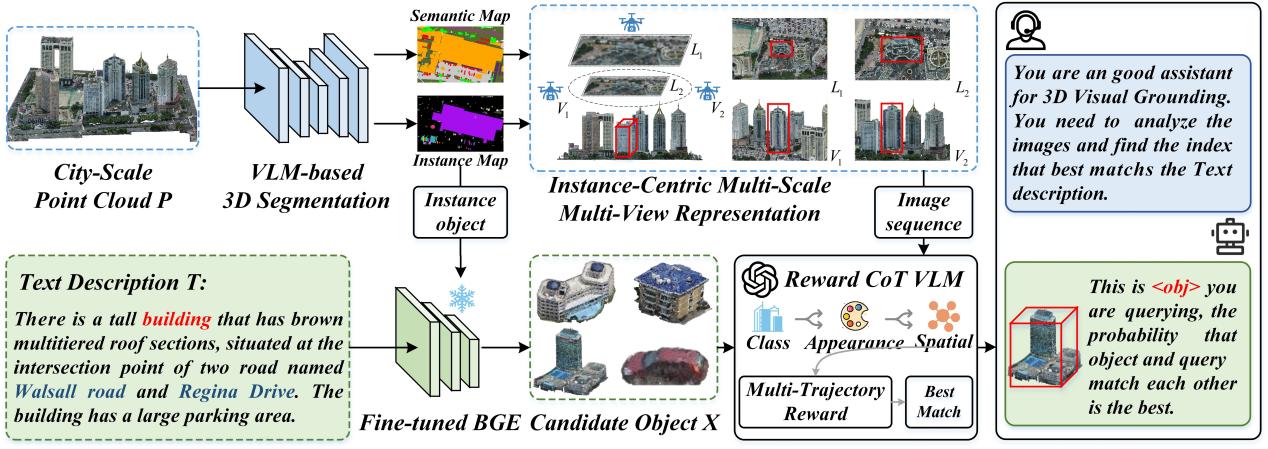 City-Scale
Point Cloud P
VLM-based
3D Segmentation
Semantic Map
Instance Map
L1
L2
V1
V2
L1
L2
V1
V2
Instance-Centric Multi-Scale
Multi-View Representation
Instance
object
Image
sequence
Text Description T:
There is a tall building that has brown
multitiered roof sections, situated at the
intersection point of two road named
Walsall road and Regina Drive. The
building has a large parking area.
Fine-tuned BGE
Candidate Object X
Reward CoT VLM
Class
Appearance
Spatial
Multi-Trajectory
Reward
Best
Match
You are an good assistant
for 3D Visual Grounding.
You need to analyze the
images and find the index
that best matchs the Text
description.
This is <obj> you
are querying, the
probability that
object and query
match each other
is the best.